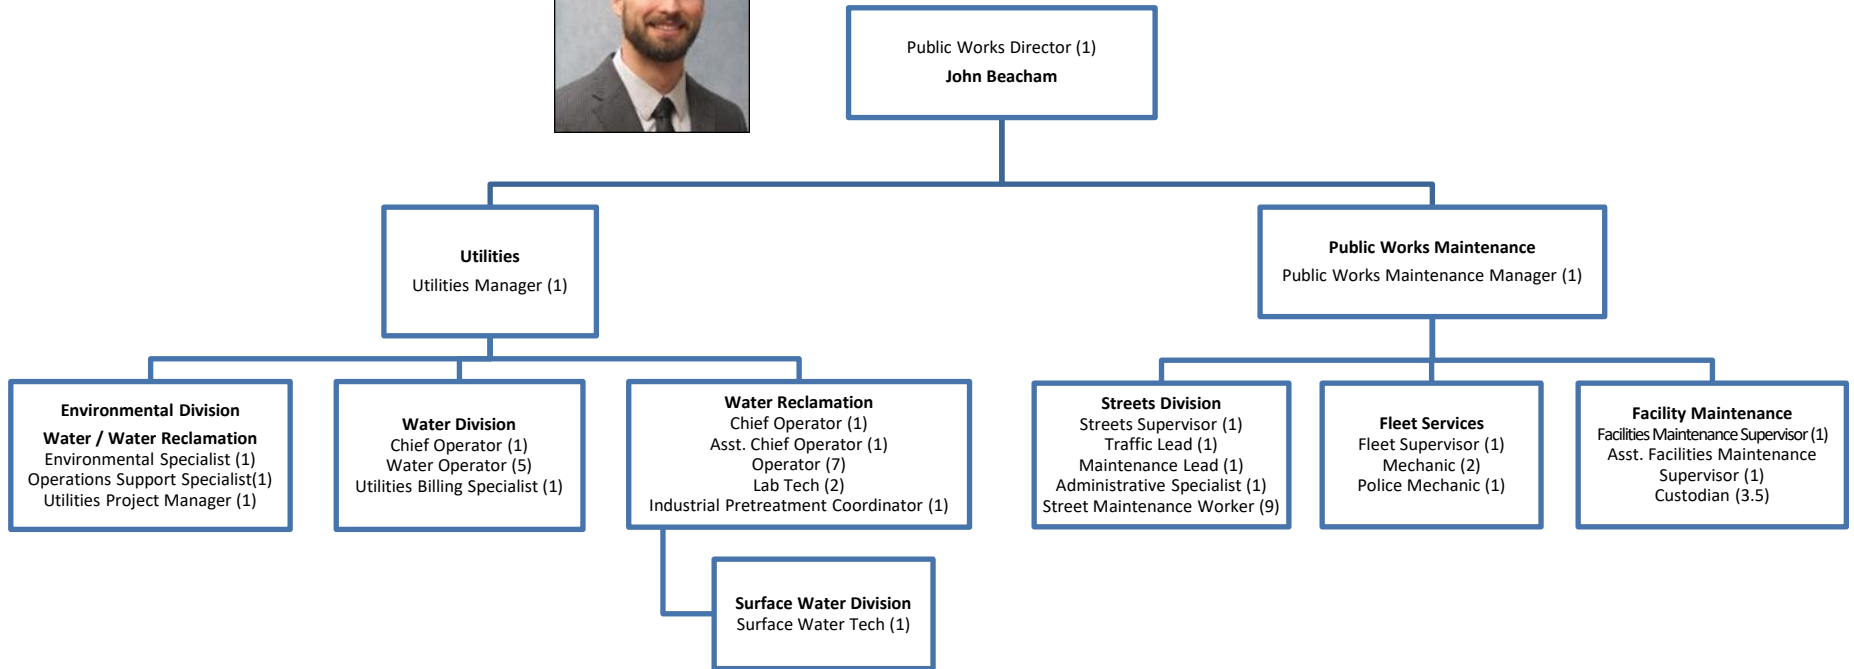 Public Works Director (1)
John Beacham
Utilities
Utilities Manager (1)
Public Works Maintenance
Public Works Maintenance Manager (1)
Environmental Division
Water / Water Reclamation
Environmental Specialist (1)
Operations Support Specialist(1)
Utilities Project Manager (1)
Water Division
Chief Operator (1)
Water Operator (5)
Utilities Billing Specialist (1)
Water Reclamation
Chief Operator (1)
Asst. Chief Operator (1)
Operator (7)
Lab Tech (2)
Industrial Pretreatment Coordinator (1)
Surface Water Division
Surface Water Tech (1)
Streets Division
Streets Supervisor (1)
Traffic Lead (1)
Maintenance Lead (1)
Administrative Specialist (1)
Street Maintenance Worker (9)
Fleet Services
Fleet Supervisor (1)
Mechanic (2)
Police Mechanic (1)
Facility Maintenance
Facilities Maintenance Supervisor (1)
Asst. Facilities Maintenance
Supervisor (1)
Custodian (3.5)